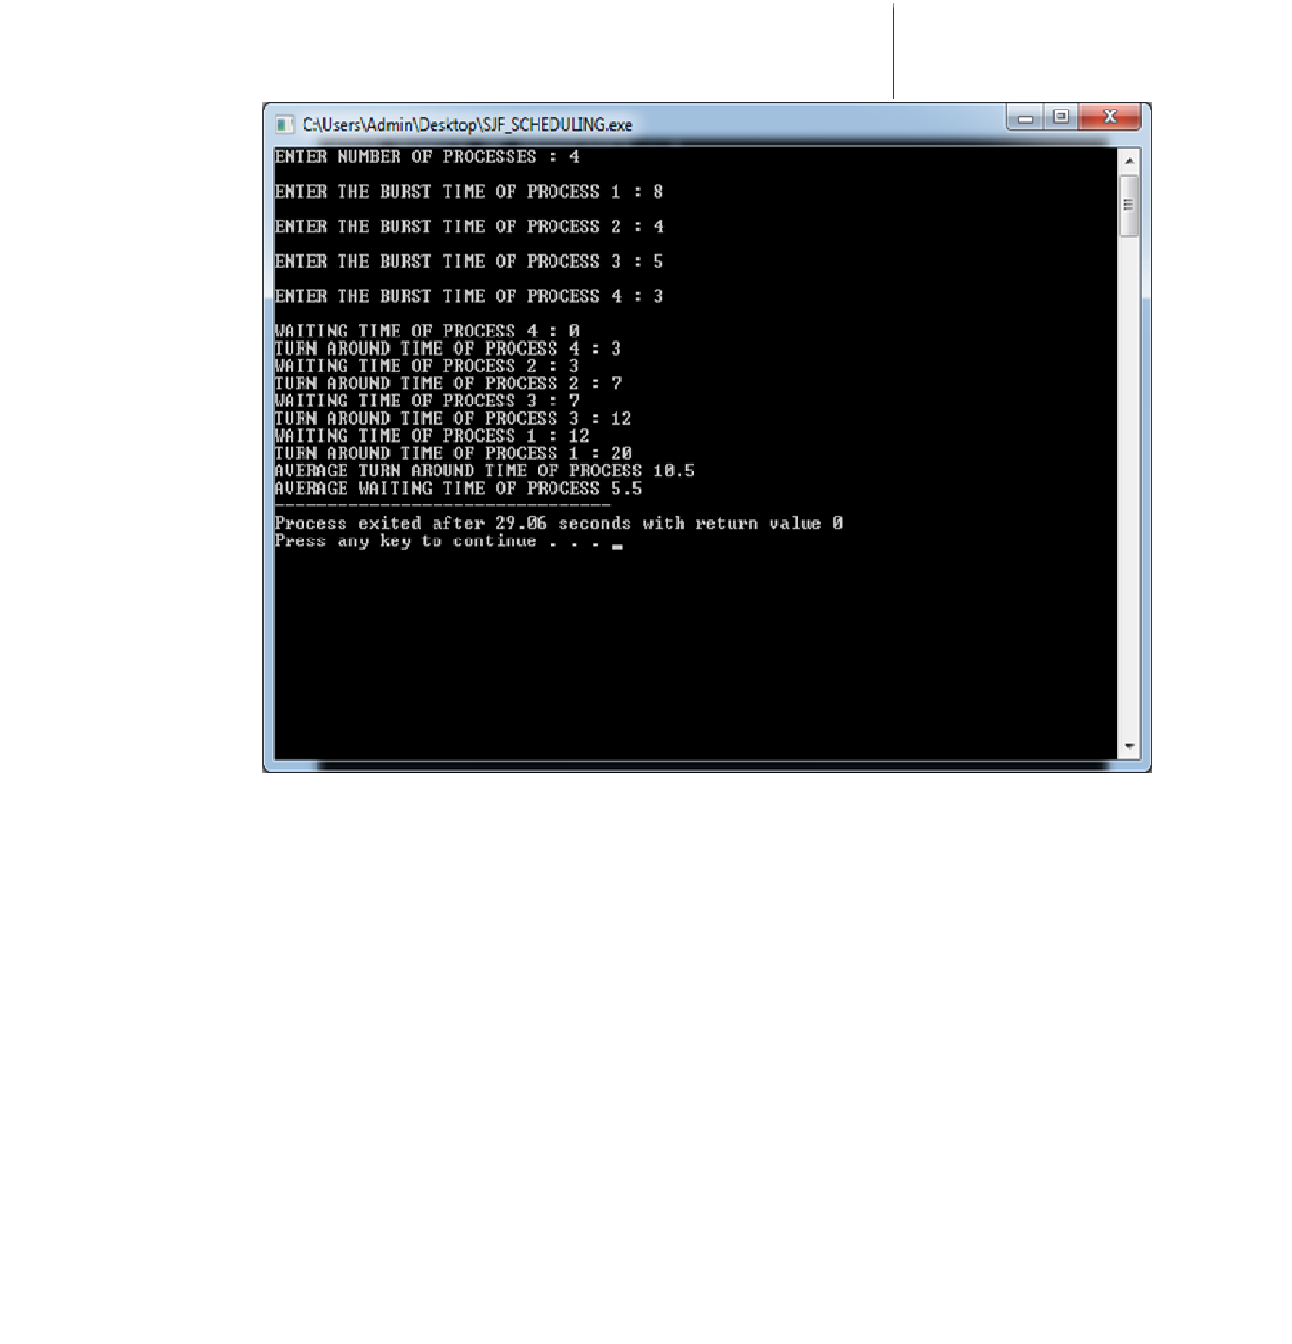 C:\Users\Admin\Desktop\SJF_SCHEDULING.exe
ENTER NUMBER OF PROCESSES : 4
ENTER THE BURST TIME OF PROCESS 1 : 8
ENTER THE BURST TIME OF PROCESS 2 : 4
ENTER THE BURST TIME OF PROCESS 3 : 5
ENTER THE BURST TIME OF PROCESS 4 : 3
WAITING TIME OF PROCESS 4 : 0
TURN AROUND TIME OF PROCESS 4 : 3
WAITING TIME OF PROCESS 2 : 3
TURN AROUND TIME OF PROCESS 2 : 7
WAITING TIME OF PROCESS 3 : 7
TURN AROUND TIME OF PROCESS 3 : 12
WAITING TIME OF PROCESS 1 : 12
TURN AROUND TIME OF PROCESS 1 : 20
AVERAGE TURN AROUND TIME OF PROCESS 10.5
AVERAGE WAITING TIME OF PROCESS 5.5
--------------------------------
Process exited after 29.06 seconds with return value 0
Press any key to continue . . . _